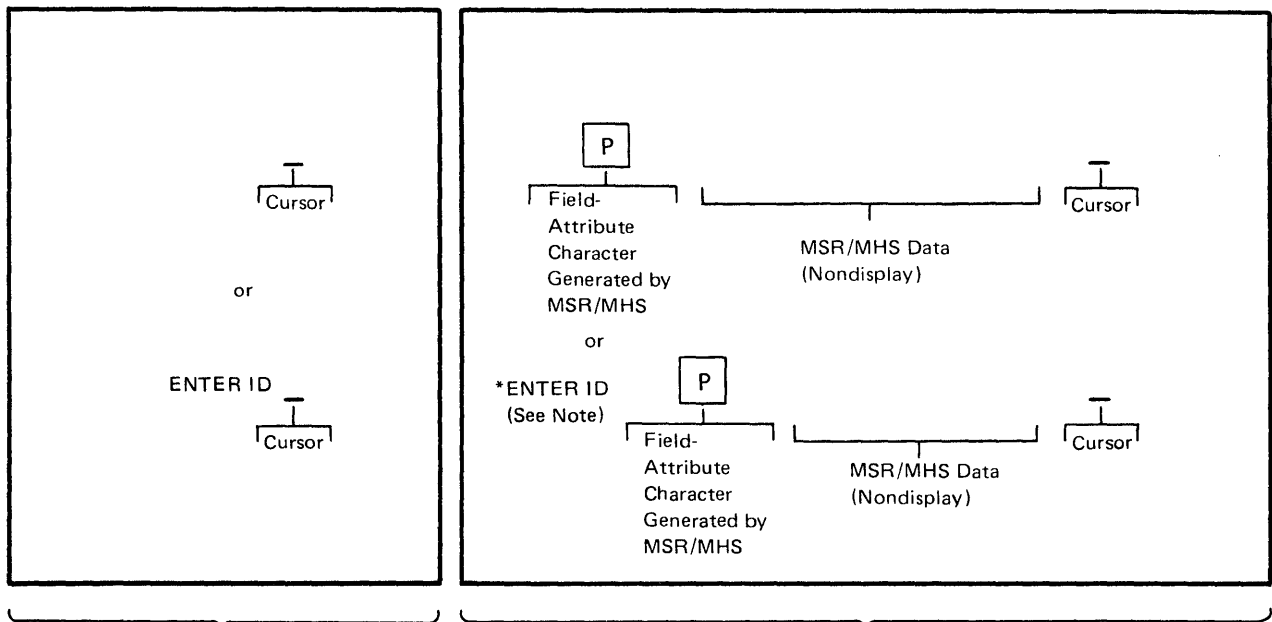 Cursor
or
ENTER ID
Cursor
P
Field-
Attribute
Character
Generated by
MSR/MHS
MSR/MHS Data
(Nondisplay)
Cursor
or
*ENTER ID
(See Note)
P
Field-
Attribute
Character
Generated by
MSR/MHS
MSR/MHS Data
(Nondisplay)
Cursor